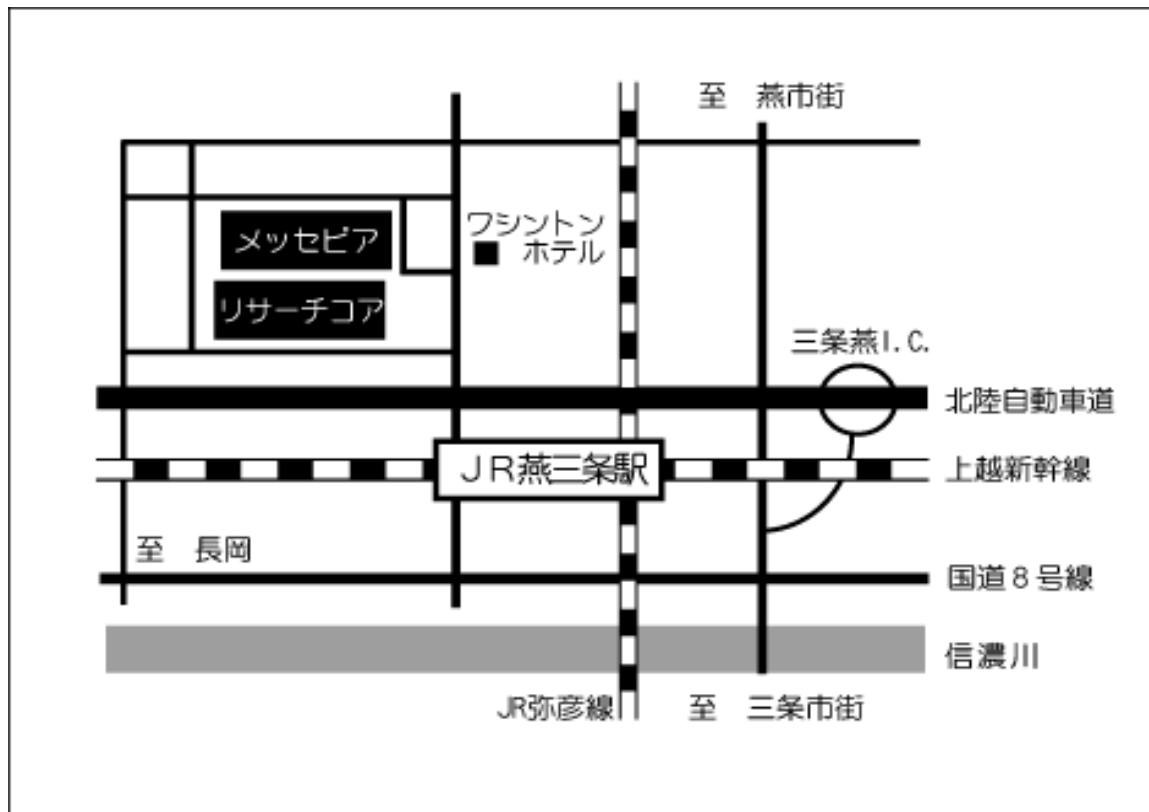 至　燕市街
メッセピア
ワシントン
ホテル
リサーチコア
三条燕I.C.
北陸自動車道
JR燕三条駅
上越新幹線
至　長岡
国道８号線
信濃川
JR弥彦線
至　三条市街